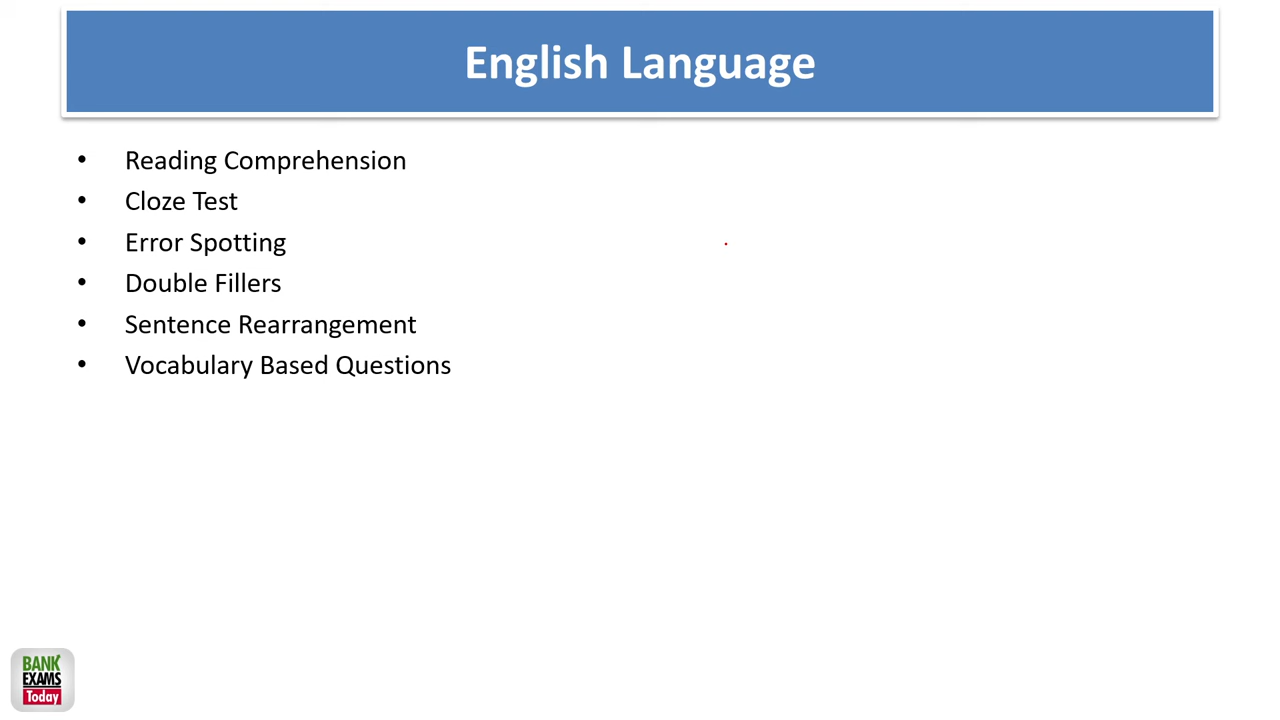 English Language
• Reading Comprehension
• Cloze Test
• Error Spotting
• Double Fillers
• Sentence Rearrangement
• Vocabulary Based Questions
BANK
EXAMS
Today